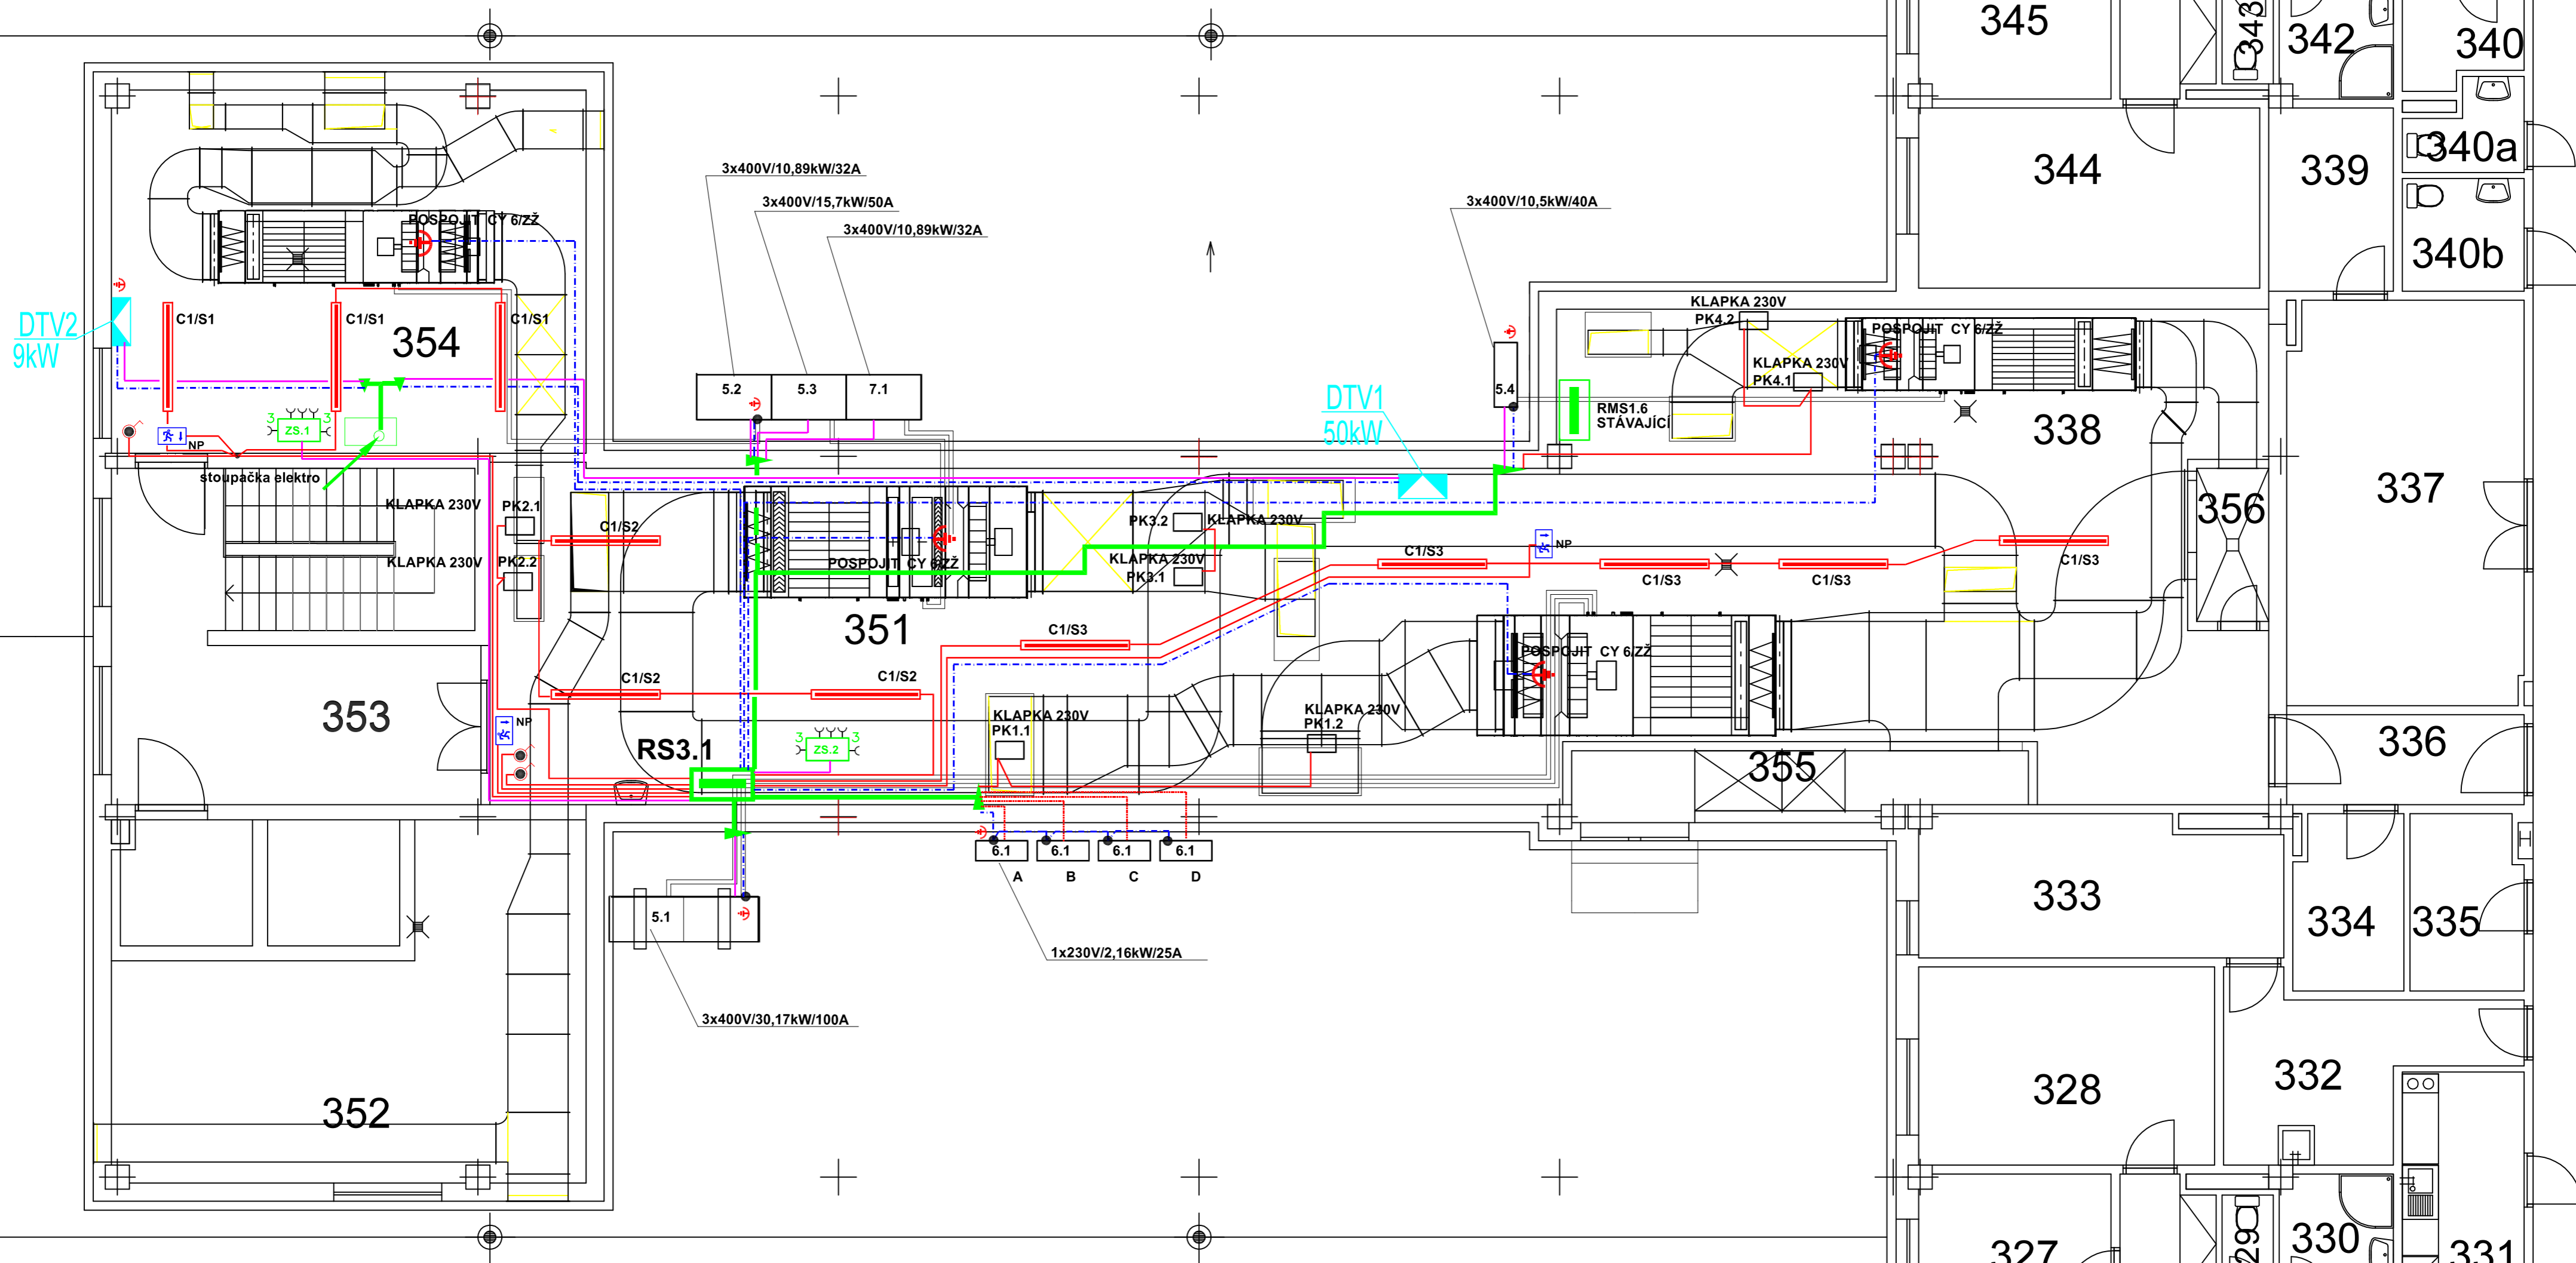 345
343
342
340
344
339
340a
340b
3x400V/10,89kW/32A
3x400V/15,7kW/50A
3x400V/10,89kW/32A
3x400V/10,5kW/40A
POSPOJIT CY 6/ZŽ
DTV2
9kW
C1/S1
C1/S1
C1/S1
354
NP
3
ZS.1
3
stoupačka elektro
5.2
5.3
7.1
5.4
DTV1
50kW
RMS1.6
STÁVAJÍCÍ
KLAPKA 230V
PK4.2
KLAPKA 230V
PK4.1
POSPOJIT CY 6/ZŽ
338
337
356
KLAPKA 230V
PK2.1
KLAPKA 230V
PK2.2
C1/S2
POSPOJIT CY 6/ZŽ
351
PK3.2
KLAPKA 230V
KLAPKA 230V
PK3.1
NP
C1/S3
C1/S3
C1/S3
C1/S3
C1/S3
POSPOJIT CY 6/ZŽ
C1/S2
C1/S2
353
NP
RS3.1
3
ZS.2
3
KLAPKA 230V
PK1.1
KLAPKA 230V
PK1.2
355
336
6.1
6.1
6.1
6.1
A
B
C
D
5.1
1x230V/2,16kW/25A
3x400V/30,17kW/100A
333
334
335
352
328
332
327
329
330
331